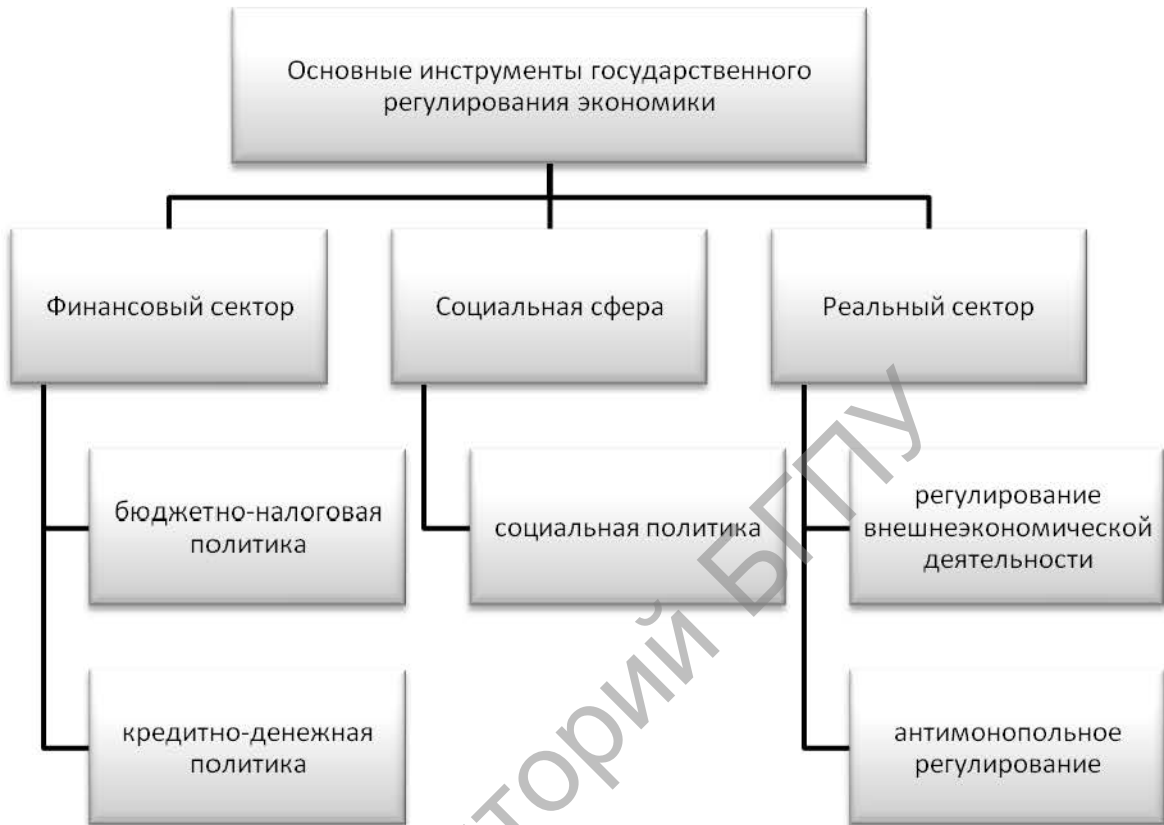 Основные инструменты государственного
регулирования экономики
Финансовый сектор
Социальная сфера
Реальный сектор
бюджетно-налоговая
политика
социальная политика
регулирование
внешнеэкономической
деятельности
кредитно-денежная
политика
антимонопольное
регулирование
БГПУ